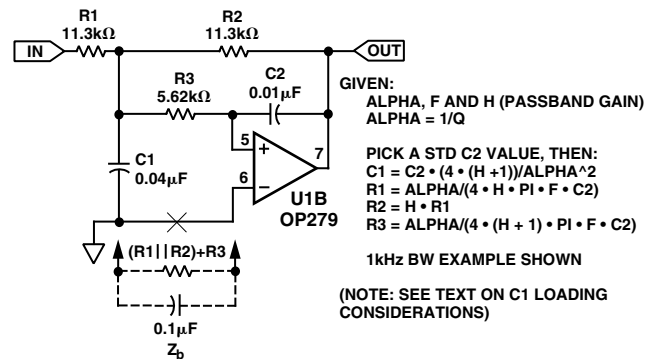 R1
11.3kΩ
R2
11.3kΩ
IN
OUT
R3
5.62kΩ
C2
0.01µF
C1
0.04µF
5
+
6
–
7
U1B
OP279
(R1||R2)+R3
0.1µF
Zb
GIVEN:
ALPHA, F AND H (PASSBAND GAIN)
ALPHA = 1/Q
PICK A STD C2 VALUE, THEN:
C1 = C2 • (4 • (H +1))/ALPHA^2
R1 = ALPHA/(4 • H • PI • F • C2)
R2 = H • R1
R3 = ALPHA/(4 • (H + 1) • PI • F • C2)
1kHz BW EXAMPLE SHOWN
(NOTE: SEE TEXT ON C1 LOADING
CONSIDERATIONS)